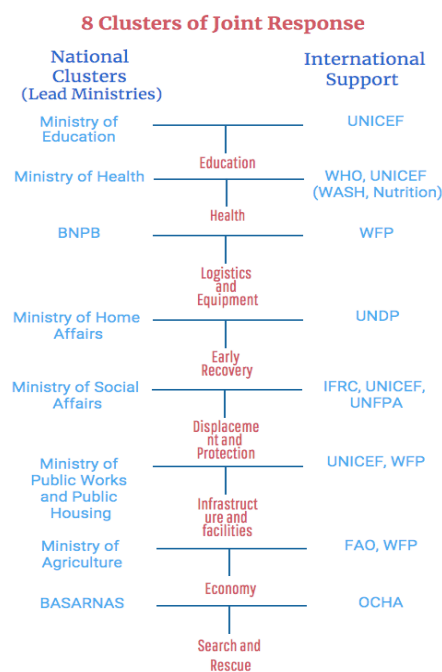 8 Clusters of Joint Response
National
Clusters
(Lead Ministries)
International
Support
Ministry of
Education
UNICEF
Education
Ministry of Health
WHO, UNICEF
(WASH, Nutrition)
Health
BNPB
WFP
Logistics
and
Equipment
Ministry of Home
Affairs
UNDP
Early
Recovery
Ministry of Social
Affairs
IFRC, UNICEF,
UNFPA
Displaceme
nt and
Protection
Ministry of
Public Works
and Public
Housing
UNICEF, WFP
Infrastruct
ure and
facilities
Ministry of
Agriculture
FAO, WFP
Economy
BASARNAS
OCHA
Search and
Rescue